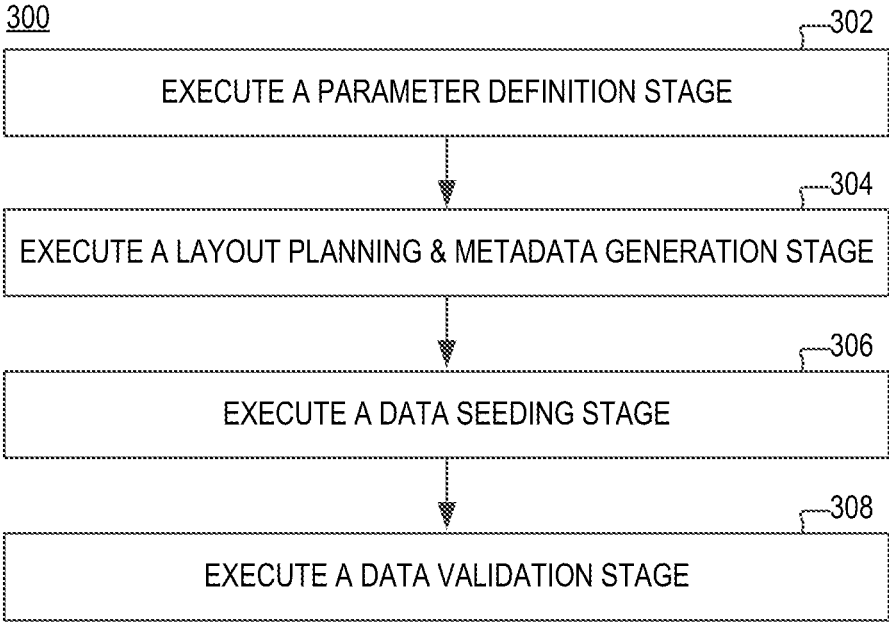 300
302
EXECUTE A PARAMETER DEFINITION STAGE
304
EXECUTE A LAYOUT PLANNING & METADATA GENERATION STAGE
306
EXECUTE A DATA SEEDING STAGE
308
EXECUTE A DATA VALIDATION STAGE